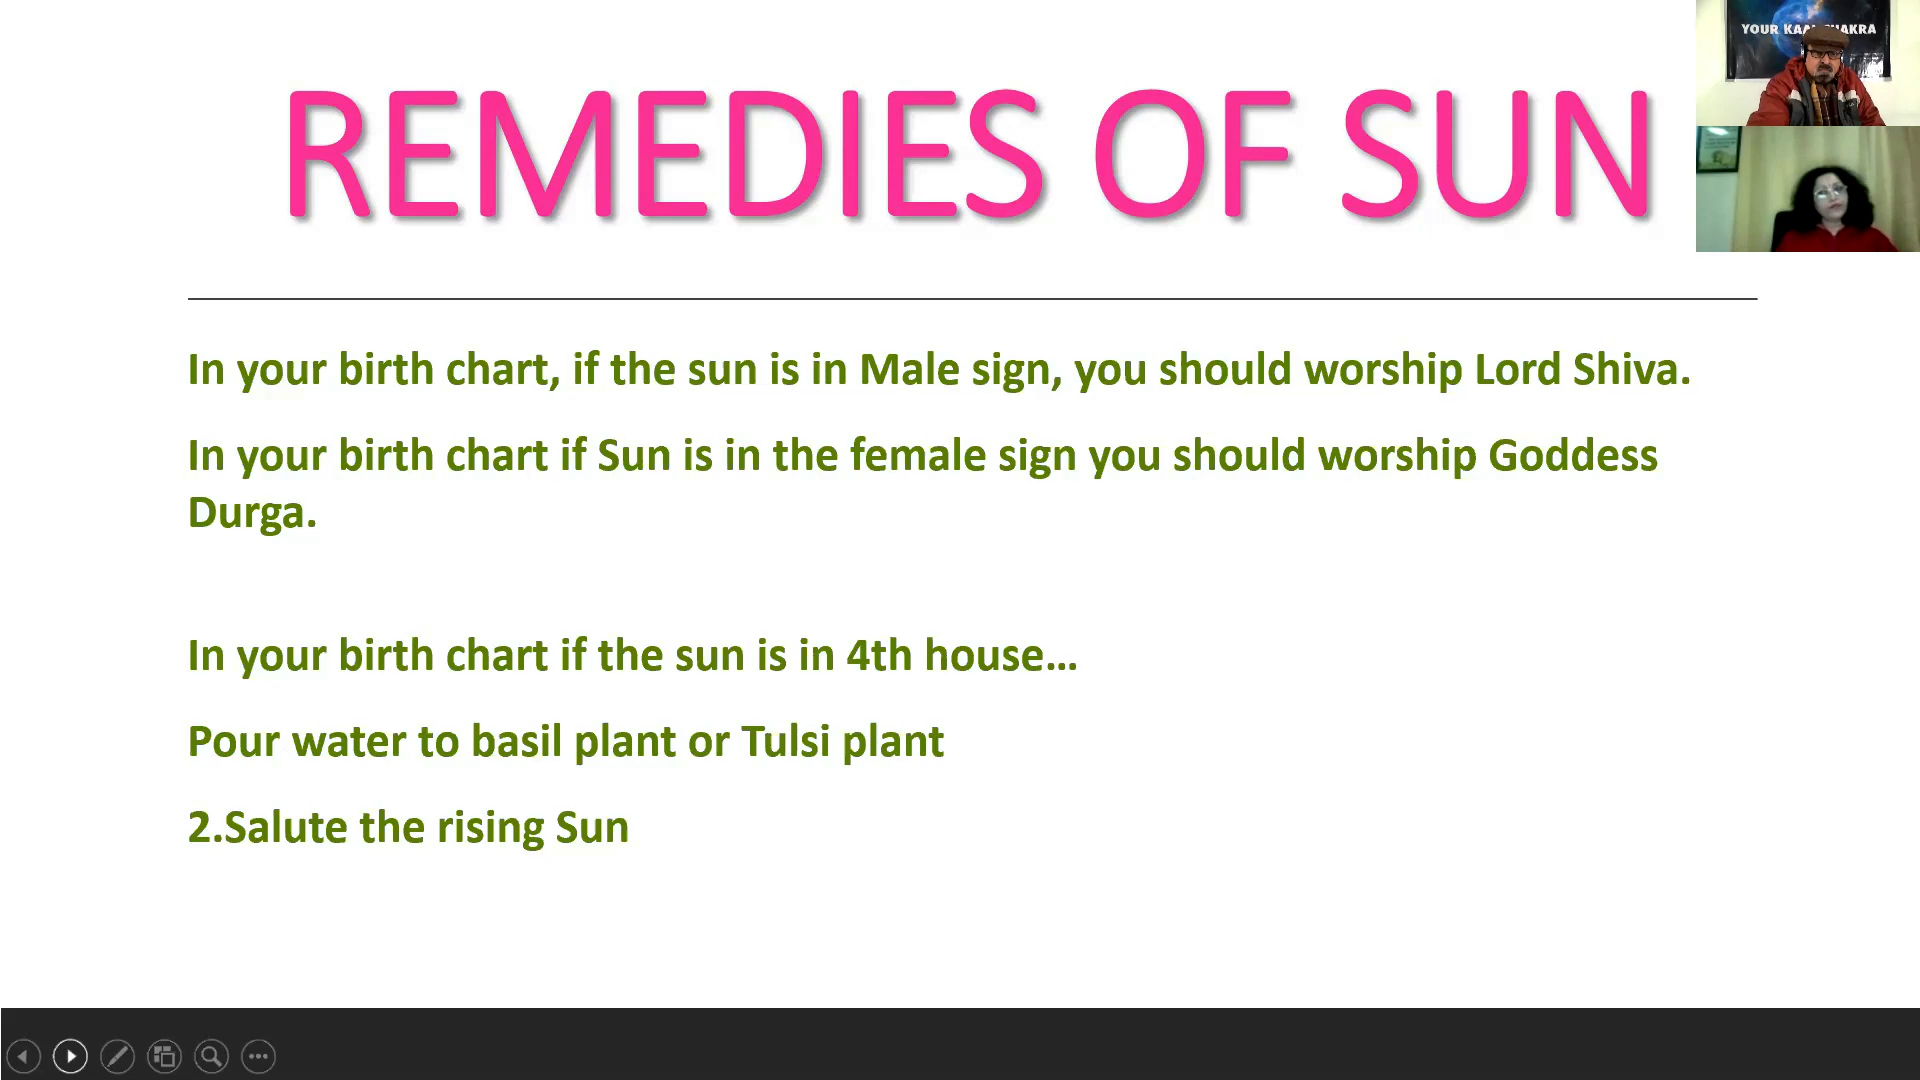 REMEDIES OF SUN
YOUR KAAL CHAKRA
In your birth chart, if the sun is in Male sign, you should worship Lord Shiva.
In your birth chart if Sun is in the female sign you should worship Goddess
Durga.
In your birth chart if the sun is in 4th house...
Pour water to basil plant or Tulsi plant
2.Salute the rising Sun